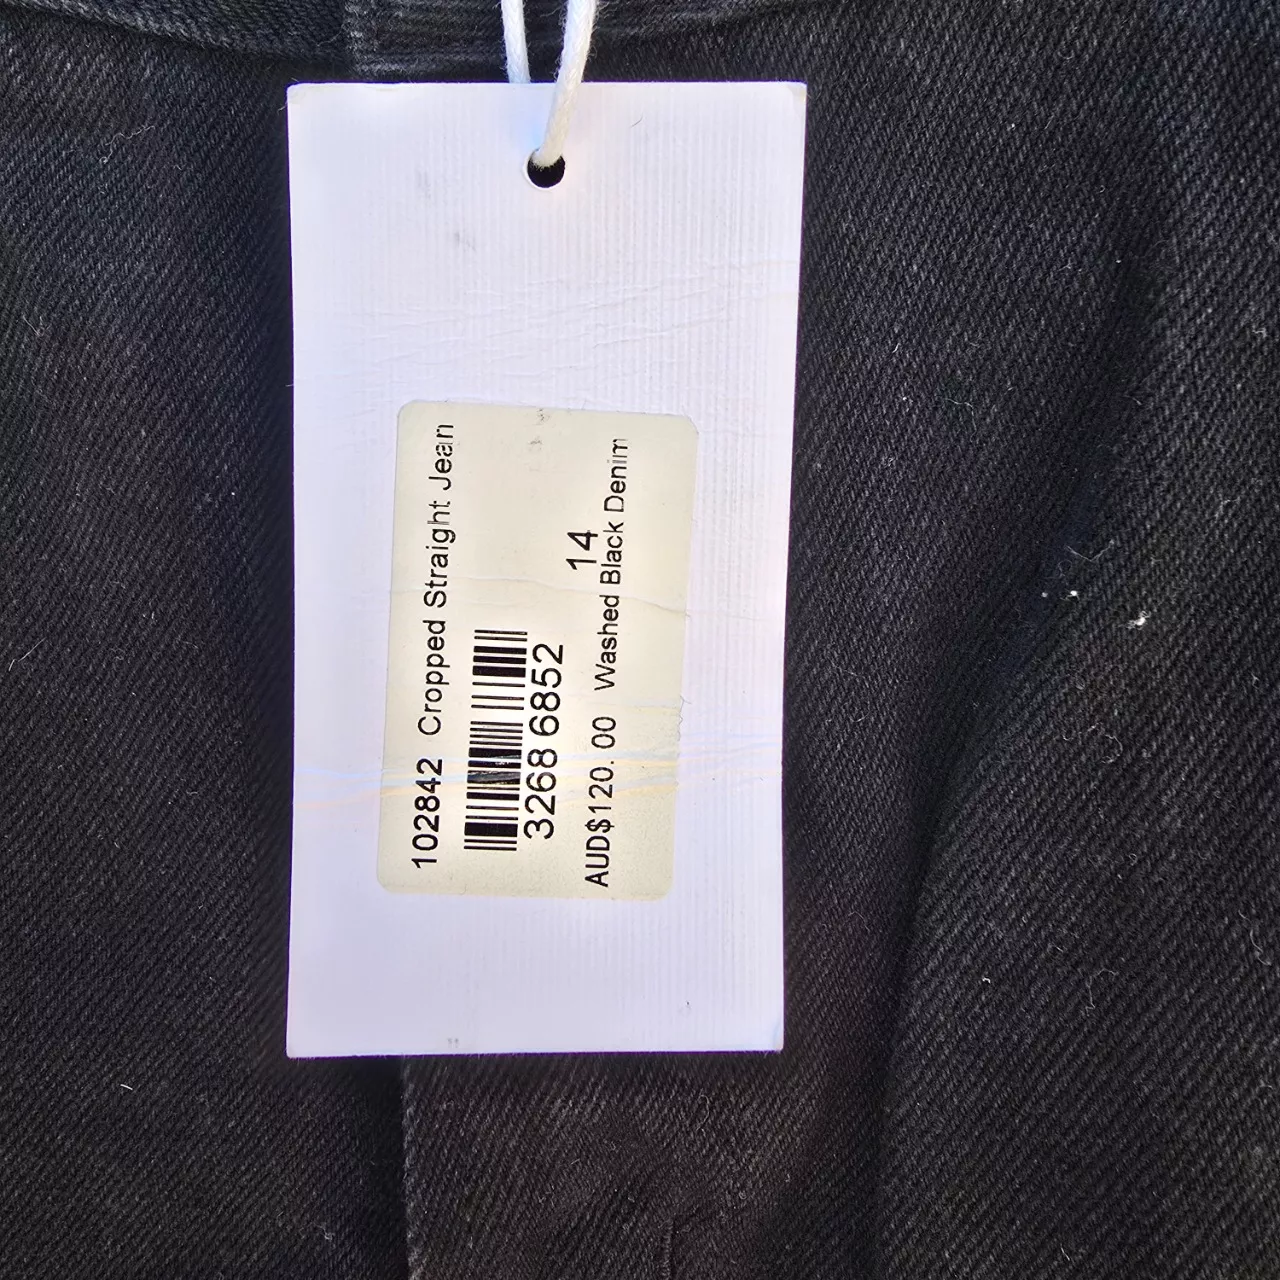 102842 Cropped Straight Jean
3268 6852
14
AUD$120.00 Washed Black Denim